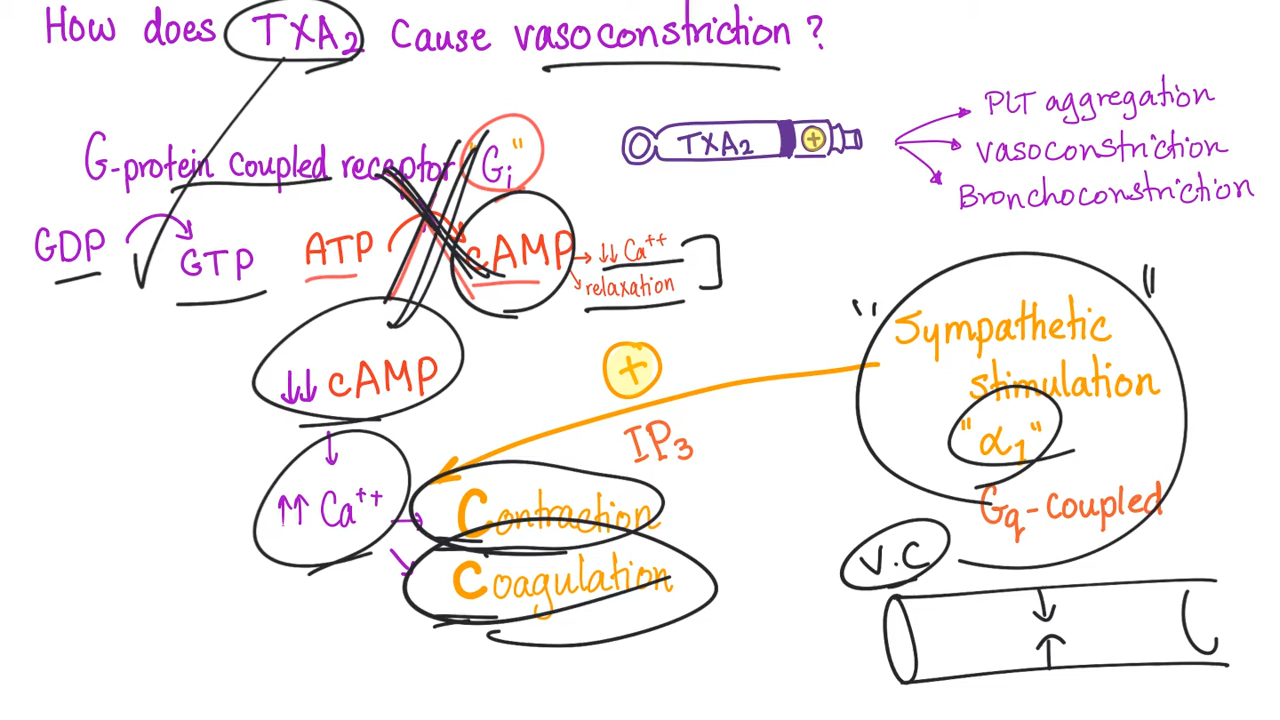 How does TXA2 Cause vasoconstriction?
TXA2
+
PLT aggregation
vasoconstriction
Bronchoconstriction
G-protein coupled receptor "Gi"
GDP GTP ATP cAMP
↓↓ Ca++
relaxation
↓↓ cAMP
↑↑ Ca++
Contraction
Coagulation
+
IP3
"Sympathetic
stimulation"
"α1"
Gq-coupled
V.C